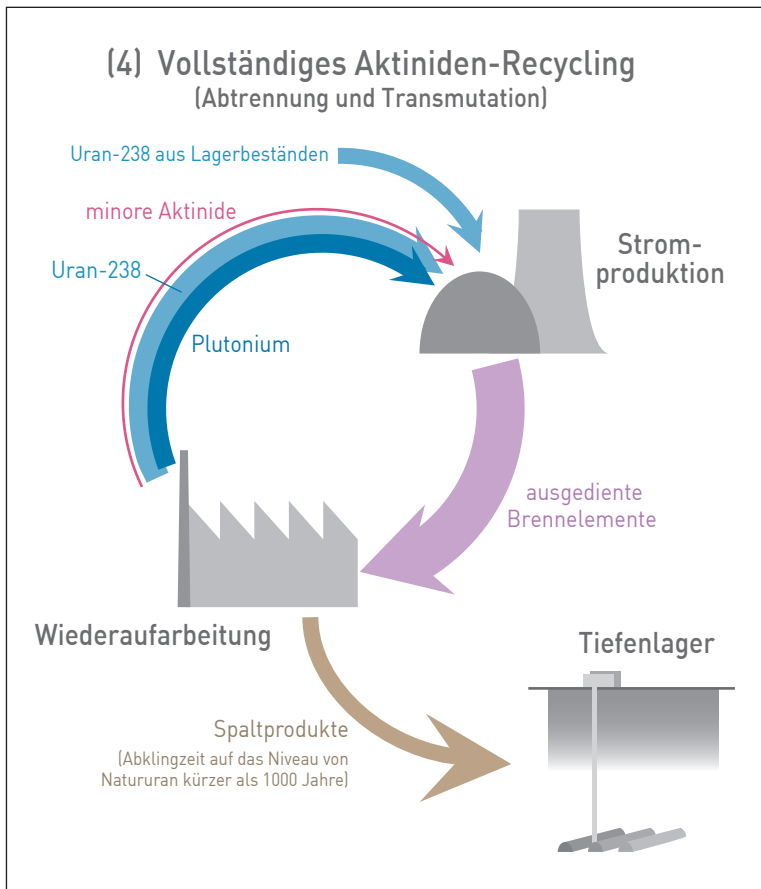 (4) Vollständiges Aktiniden-Recycling
(Abtrennung und Transmutation)
Uran-238 aus Lagerbeständen
minore Aktinide
Uran-238
Strom-
produktion
Plutonium
ausgediente
Brennelemente
Wiederaufarbeitung
Tiefenlager
Spaltprodukte
(Abklingzeit auf das Niveau von
Natururan kürzer als 1000 Jahre)